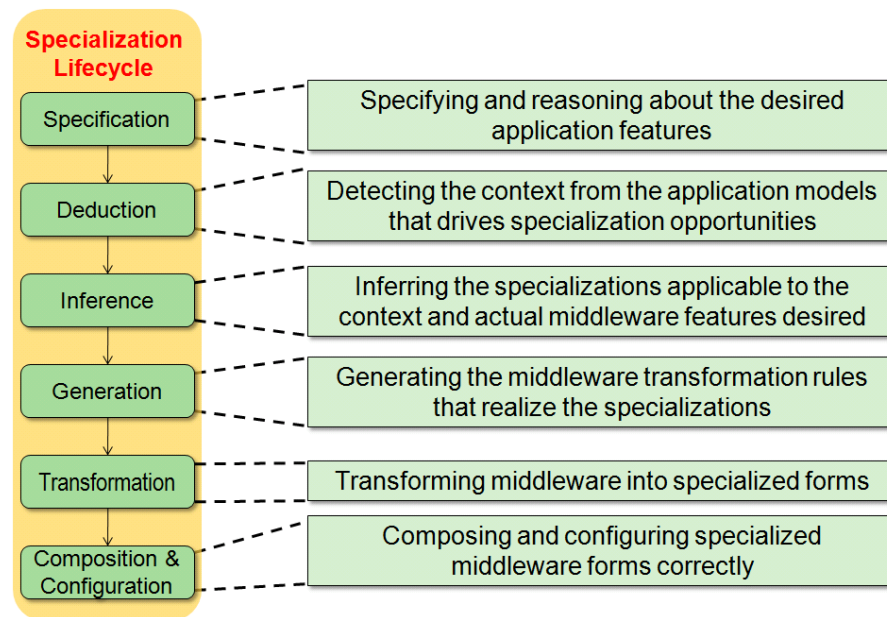 Specialization
Lifecycle
Specification
Specifying and reasoning about the desired
application features
Deduction
Detecting the context from the application models
that drives specialization opportunities
Inference
Inferring the specializations applicable to the
context and actual middleware features desired
Generation
Generating the middleware transformation rules
that realize the specializations
Transformation
Transforming middleware into specialized forms
Composition &
Configuration
Composing and configuring specialized
middleware forms correctly